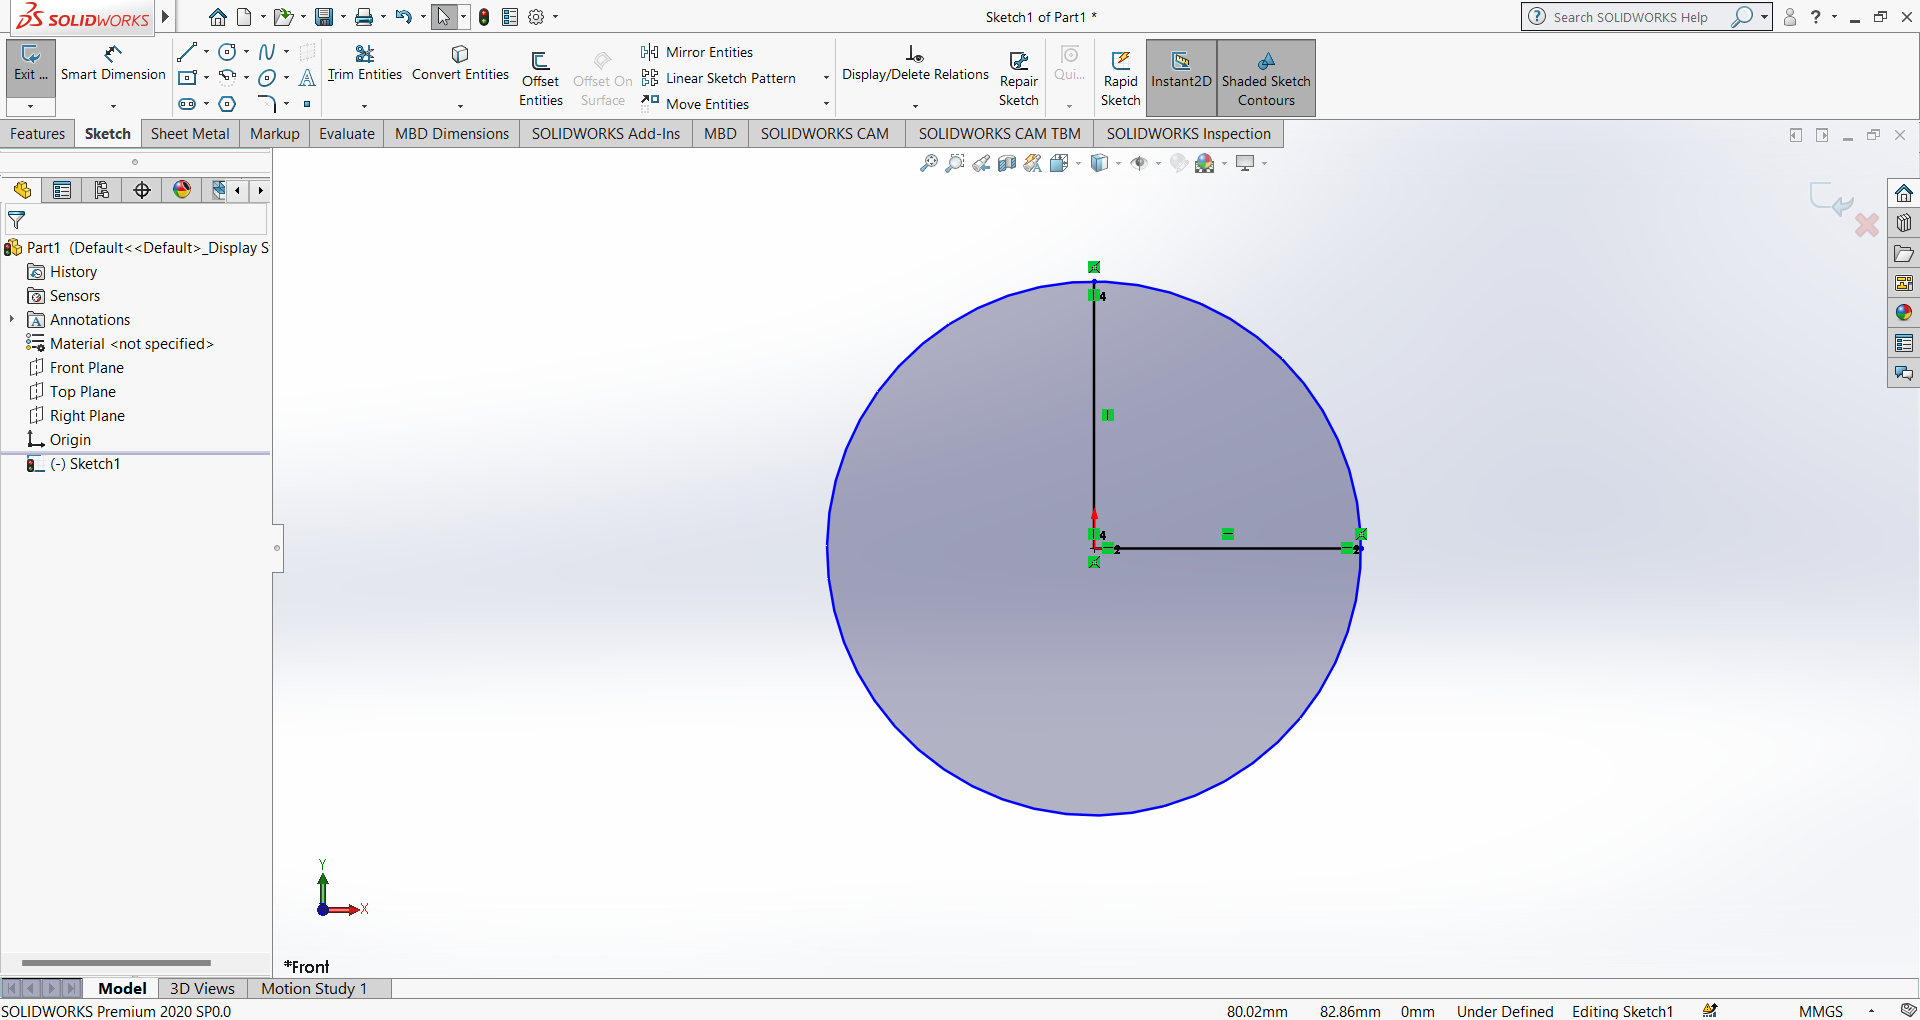 SOLIDWORKS
Sketch1 of Part1 *
Search SOLIDWORKS Help
?
Exit ...
Smart Dimension
Trim Entities
Convert Entities
Offset Entities
Offset On Surface
Mirror Entities
Linear Sketch Pattern
Move Entities
Display/Delete Relations
Repair Sketch
Qui...
Rapid Sketch
Instant2D
Shaded Sketch Contours
Features
Sketch
Sheet Metal
Markup
Evaluate
MBD Dimensions
SOLIDWORKS Add-Ins
MBD
SOLIDWORKS CAM
SOLIDWORKS CAM TBM
SOLIDWORKS Inspection
Part1 (Default<<Default>_Display S
History
Sensors
Annotations
Material <not specified>
Front Plane
Top Plane
Right Plane
Origin
(-) Sketch1
4
4
2
2
Y
X
*Front
Model
3D Views
Motion Study 1
SOLIDWORKS Premium 2020 SP0.0
80.02mm
82.86mm
0mm
Under Defined
Editing Sketch1
MMGS